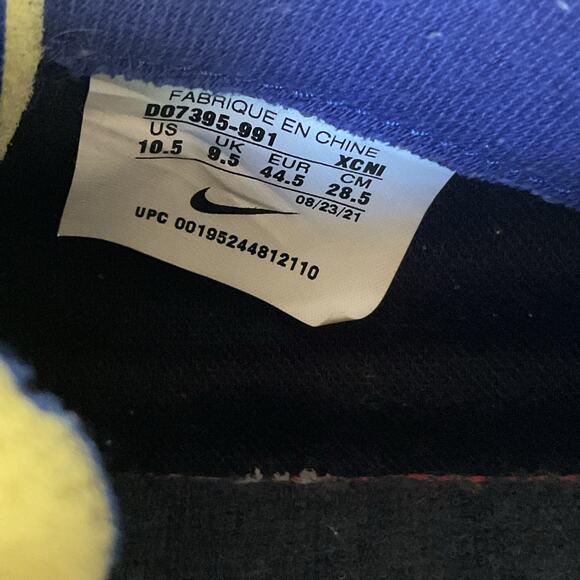 FABRIQUE EN CHINE
DO7395-991 XCNI
US UK EUR CM
10.5 9.5 44.5 28.5
08/23/21
UPC 00195244812110